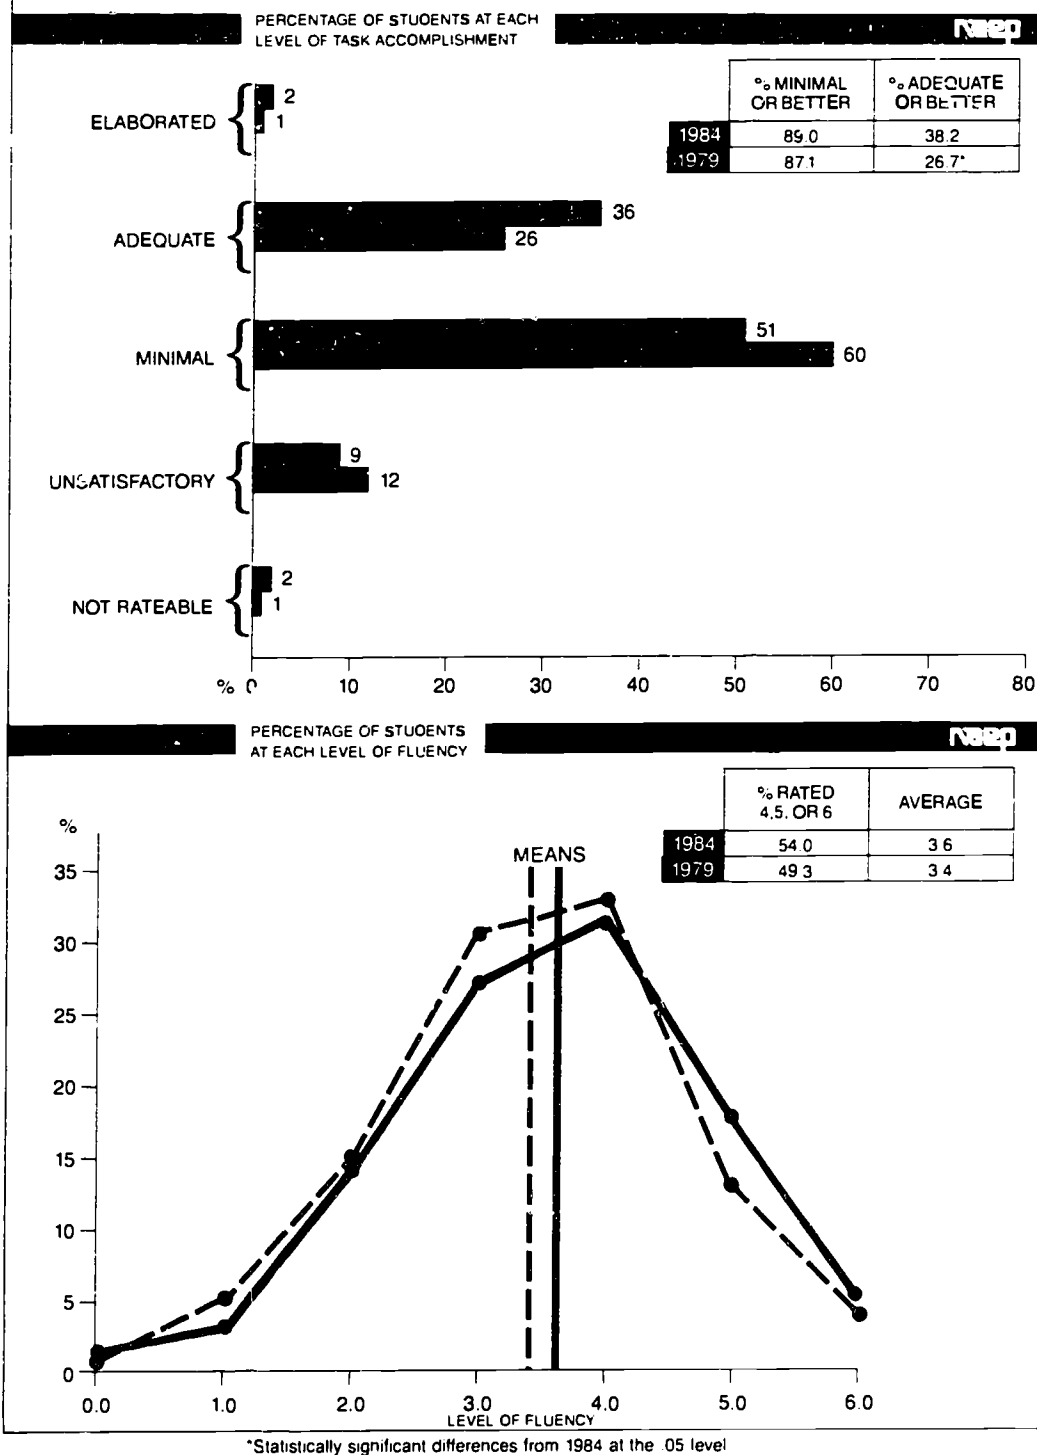 PERCENTAGE OF STUDENTS AT EACH
LEVEL OF TASK ACCOMPLISHMENT
naep
% MINIMAL OR BETTER % ADEQUATE OR BETTER
1984 89.0 38.2
1979 87.1 26.7*
ELABORATED 2
1
ADEQUATE 36
26
MINIMAL 51
60
UNSATISFACTORY 9
12
NOT RATEABLE 2
1
% 0 10 20 30 40 50 60 70 80
PERCENTAGE OF STUDENTS
AT EACH LEVEL OF FLUENCY
naep
% RATED 4,5, OR 6 AVERAGE
1984 54.0 3.6
1979 49.3 3.4
%
MEANS
35
30
25
20
15
10
5
0
0.0 1.0 2.0 3.0 4.0 5.0 6.0
LEVEL OF FLUENCY
*Statistically significant differences from 1984 at the .05 level